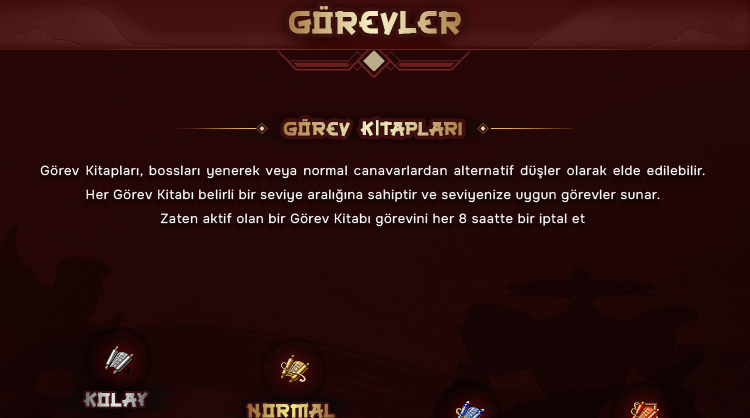 GÖREVLER
GÖREV KİTAPLARI
Görev Kitapları, bossları yenerek veya normal canavarlardan alternatif düşler olarak elde edilebilir.
Her Görev Kitabı belirli bir seviye aralığına sahiptir ve seviyenize uygun görevler sunar.
Zaten aktif olan bir Görev Kitabı görevini her 8 saatte bir iptal et
KOLAY
NORMAL